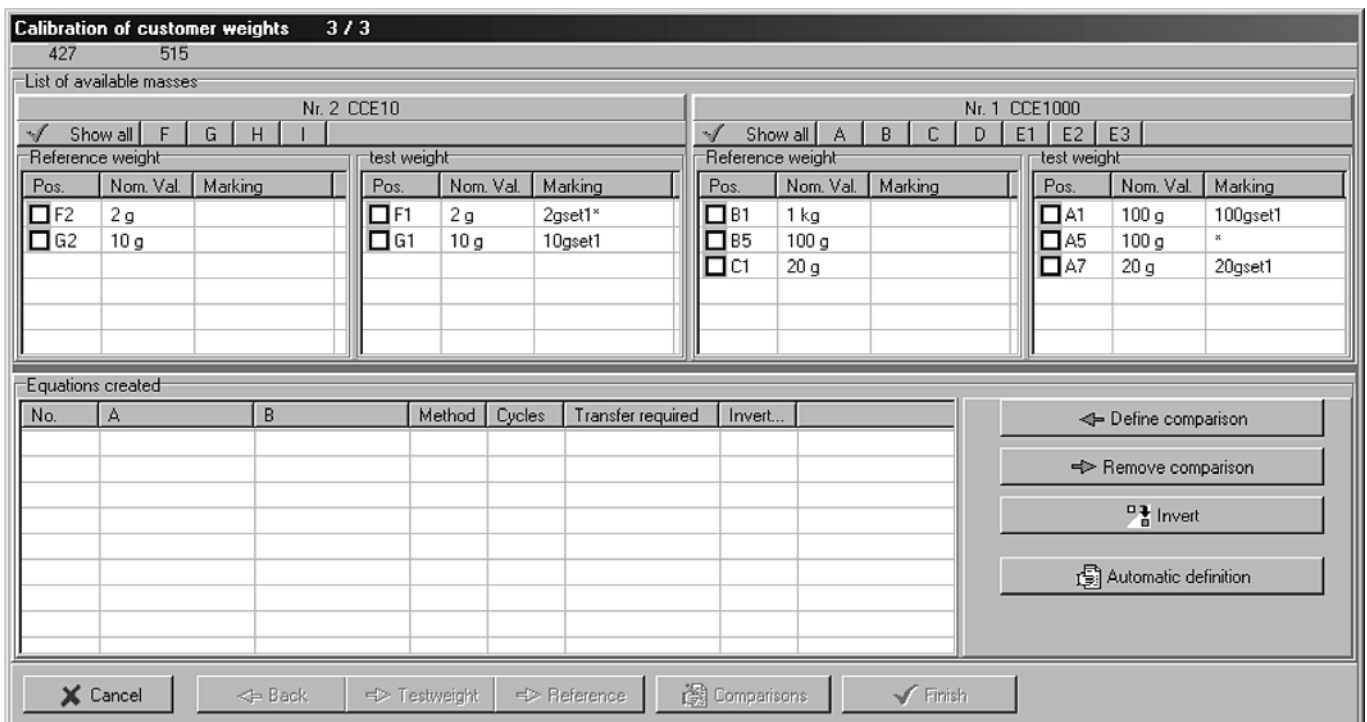 Calibration of customer weights 3 / 3
427 515
List of available masses
Nr. 2 CCE10 Nr. 1 CCE1000
Show all F G H I Show all A B C D E1 E2 E3
Reference weight test weight Reference weight test weight
Pos. Nom. Val. Marking Pos. Nom. Val. Marking Pos. Nom. Val. Marking Pos. Nom. Val. Marking
F2 2 g F1 2 g 2gset1* B1 1 kg A1 100 g 100gset1
G2 10 g G1 10 g 10gset1 B5 100 g A5 100 g *
C1 20 g A7 20 g 20gset1
Equations created
No. A B Method Cycles Transfer required Invert...
Define comparison
Remove comparison
Invert
Automatic definition
Cancel Back Testweight Reference Comparisons Finish